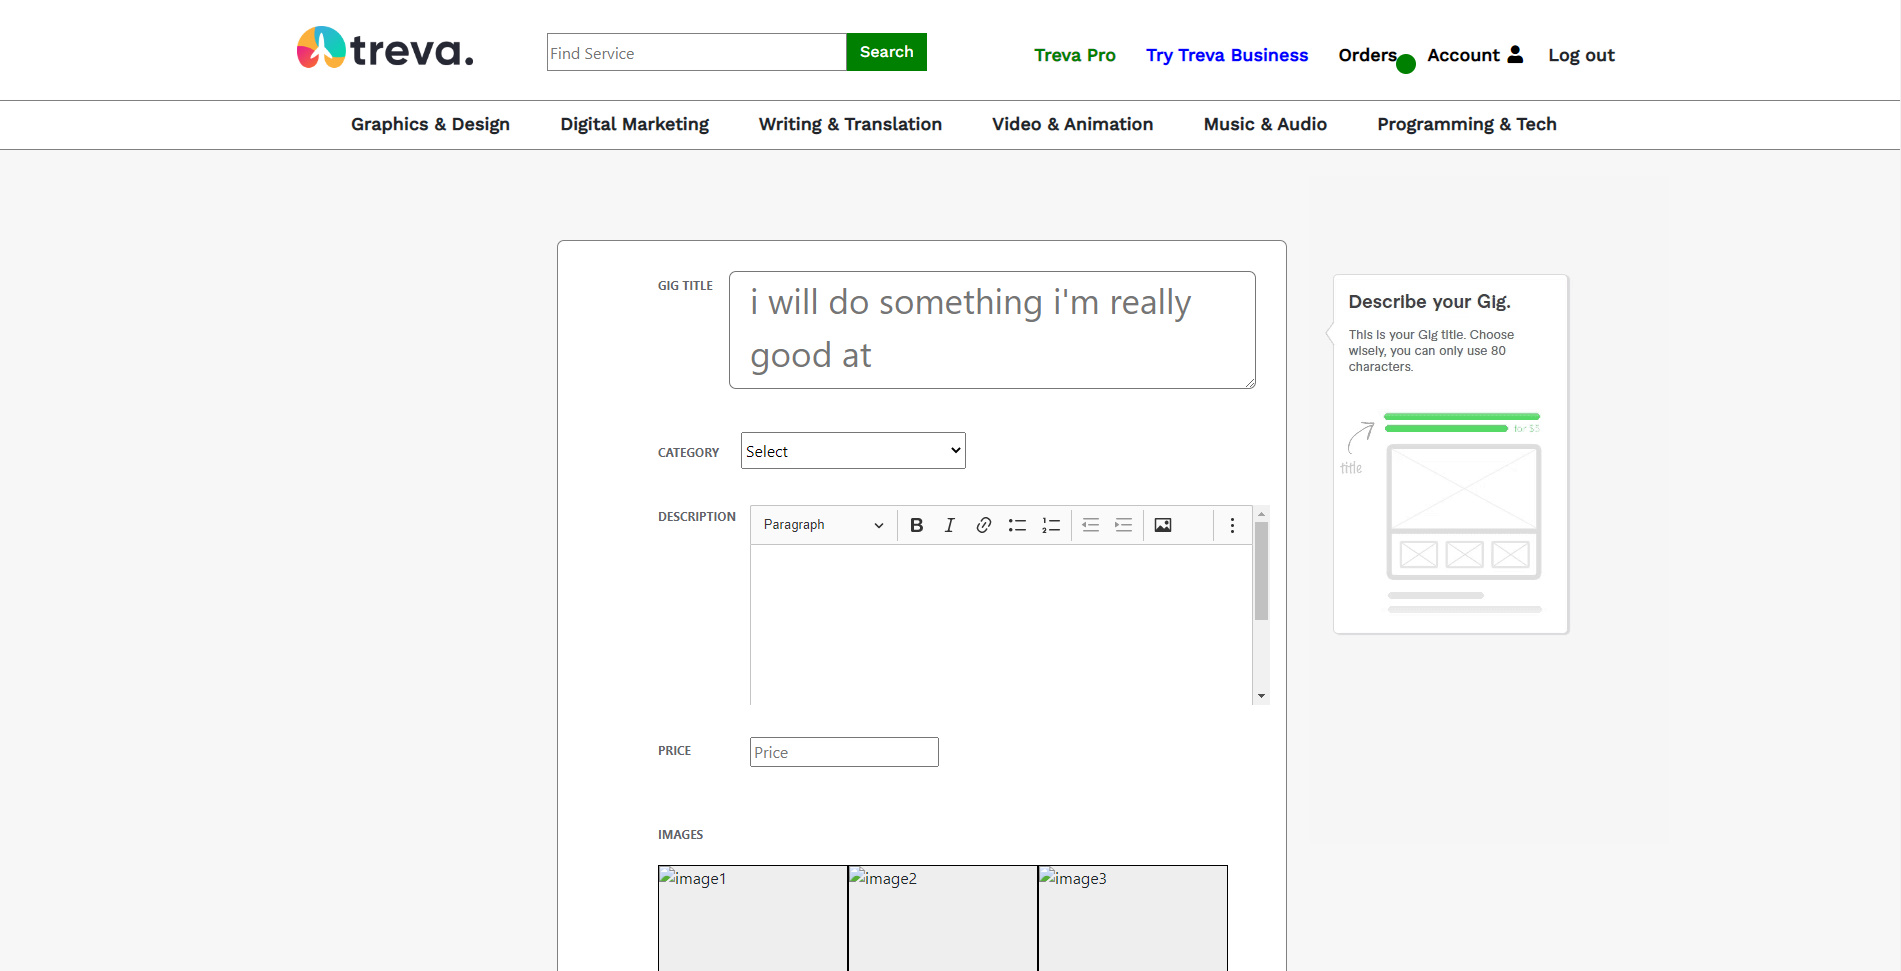 treva.
Find Service
Search
Treva Pro
Try Treva Business
Orders
Account
Log out
Graphics & Design
Digital Marketing
Writing & Translation
Video & Animation
Music & Audio
Programming & Tech
GIG TITLE
i will do something i'm really
good at
CATEGORY
Select
DESCRIPTION
Paragraph
B
I
PRICE
Price
IMAGES
image1
image2
image3
Describe your Gig.
This is your Gig title. Choose
wisely, you can only use 80
characters.
for $5
title